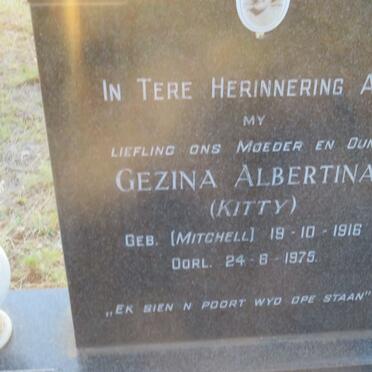 IN TERE HERINNERING A
MY
LIEFLING ONS MOEDER EN OUM
GEZINA ALBERTINA
(KITTY)
GEB. (MITCHELL) 19-10-1916
OORL. 24-8-1975.
„EK SIEN N POORT WYD OPE STAAN"